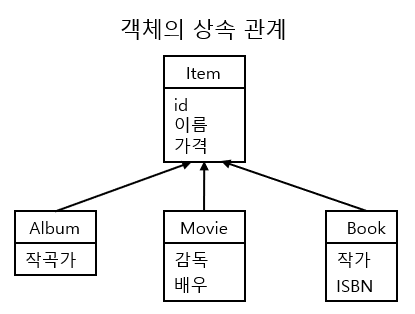 객체의 상속 관계
Item
id
이름
가격
Album
작곡가
Movie
감독
배우
Book
작가
ISBN